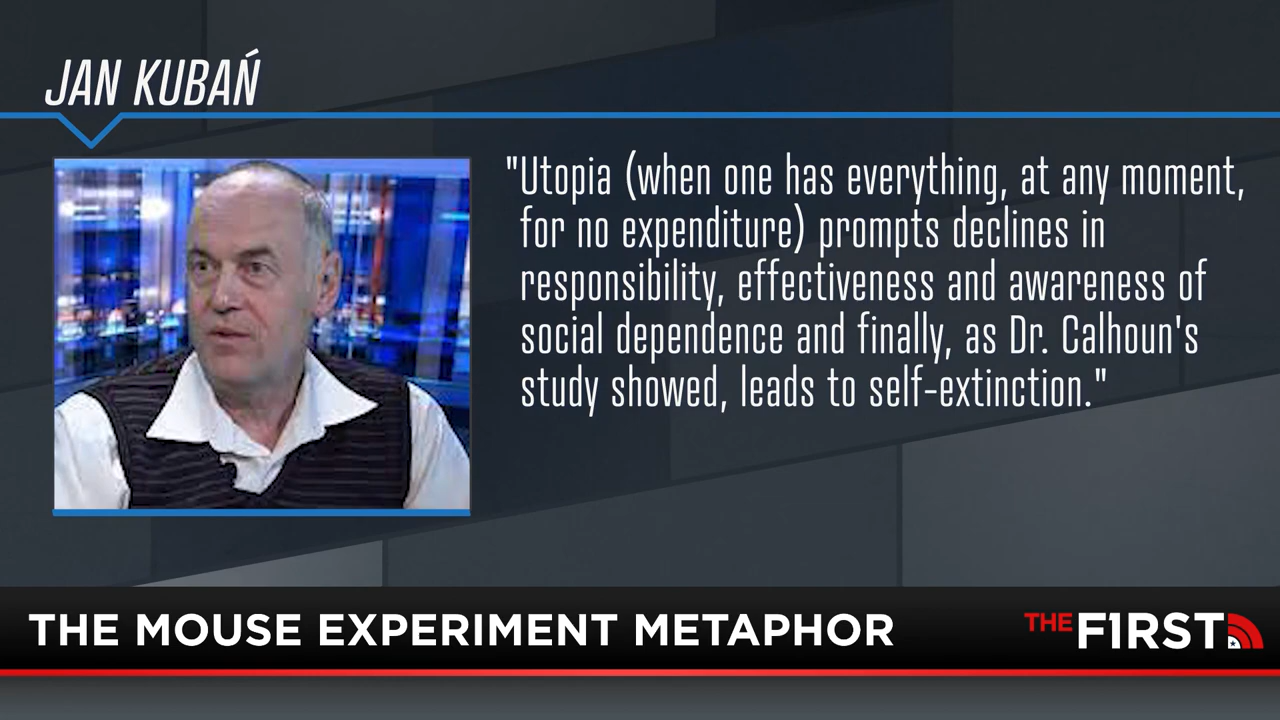 JAN KUBAŃ
"Utopia (when one has everything, at any moment,
for no expenditure) prompts declines in
responsibility, effectiveness and awareness of
social dependence and finally, as Dr. Calhoun's
study showed, leads to self-extinction."
THE MOUSE EXPERIMENT METAPHOR
THE F1RST